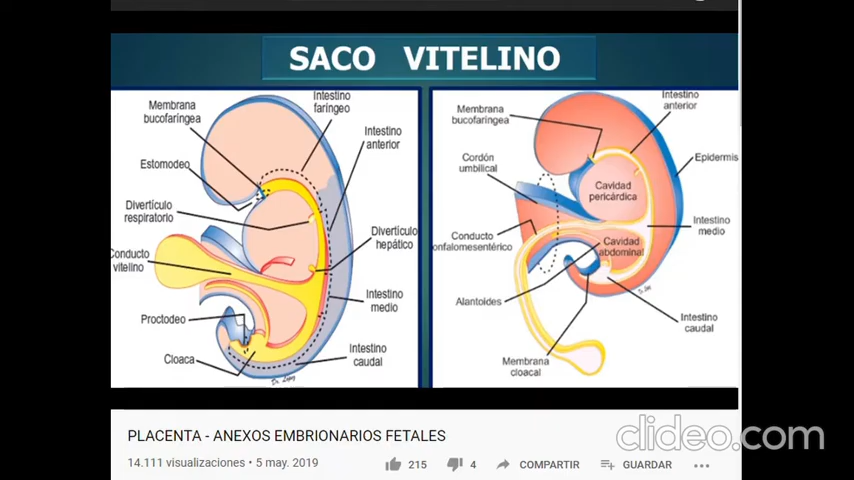 SACO VITELINO
Membrana
bucofaríngea
Intestino
faríngeo
Intestino
anterior
Estomodeo
Divertículo
respiratorio
Divertículo
hepático
Conducto
vitelino
Intestino
medio
Proctodeo
Cloaca
Intestino
caudal
Membrana
bucofaríngea
Intestino
anterior
Cordón
umbilical
Epidermis
Cavidad
pericárdica
Conducto
onfalomesentérico
Intestino
medio
Cavidad
abdominal
Alantoides
Intestino
caudal
Membrana
cloacal
PLACENTA - ANEXOS EMBRIONARIOS FETALES
14.111 visualizaciones • 5 may. 2019
215
4
COMPARTIR
GUARDAR
clideo.com